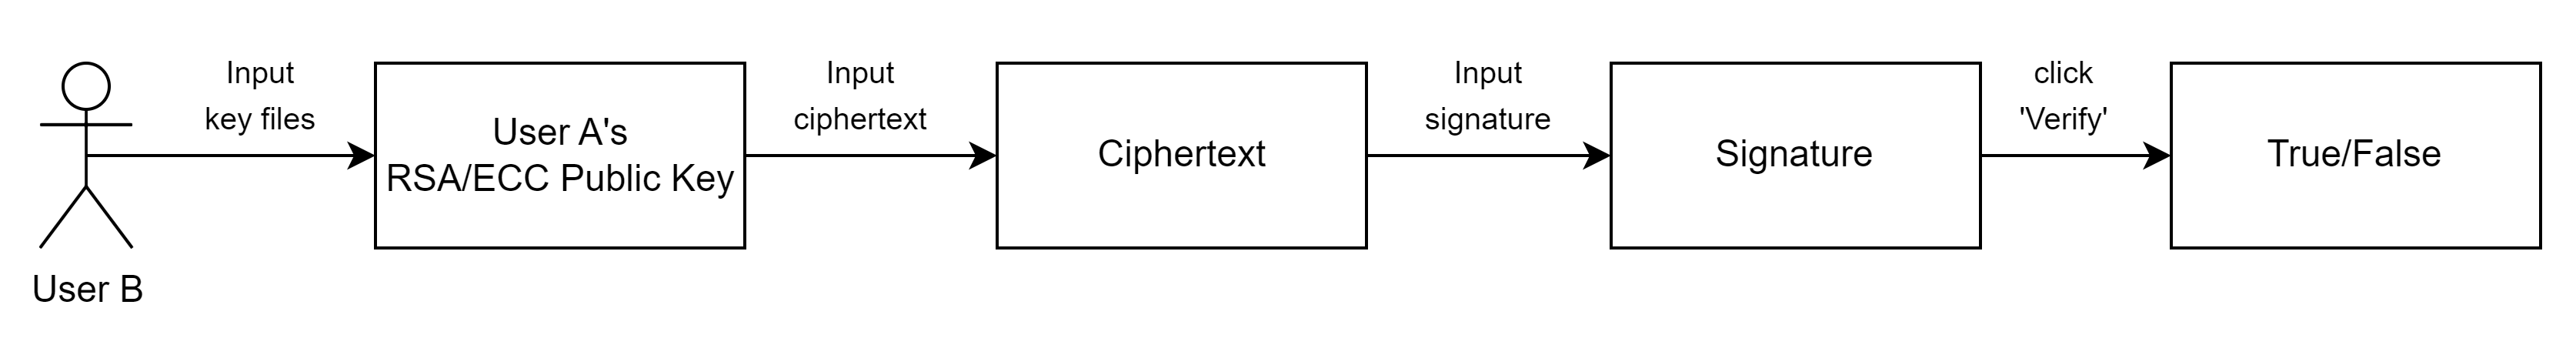 Input
key files
User A's
RSA/ECC Public Key
Input
ciphertext
Ciphertext
Input
signature
Signature
click
'Verify'
True/False
User B